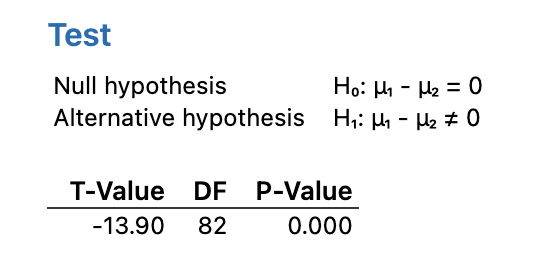 Test
Null hypothesis H₀: μ₁ - μ₂ = 0
Alternative hypothesis H₁: μ₁ - μ₂ ≠ 0
T-Value DF P-Value
-13.90 82 0.000